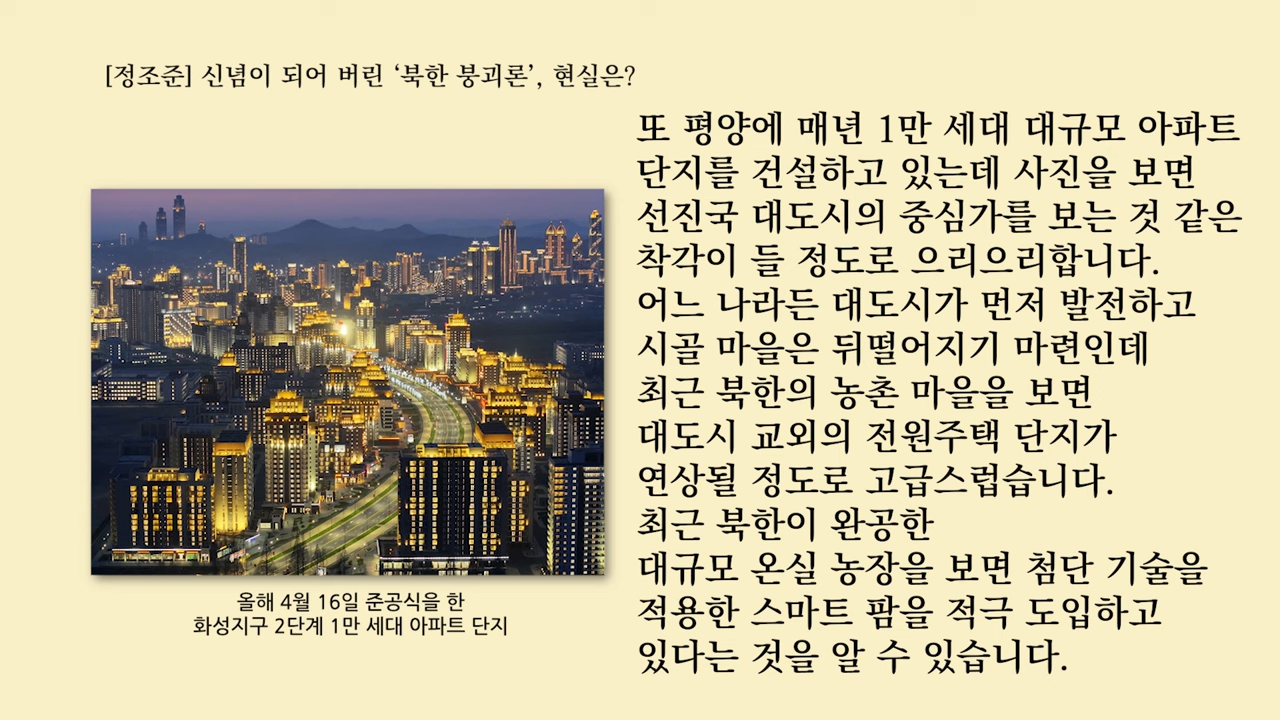 [정조준] 신념이 되어 버린 ‘북한 붕괴론’, 현실은?
또 평양에 매년 1만 세대 대규모 아파트
단지를 건설하고 있는데 사진을 보면
선진국 대도시의 중심가를 보는 것 같은
착각이 들 정도로 으리으리합니다.
어느 나라든 대도시가 먼저 발전하고
시골 마을은 뒤떨어지기 마련인데
최근 북한의 농촌 마을을 보면
대도시 교외의 전원주택 단지가
연상될 정도로 고급스럽습니다.
최근 북한이 완공한
대규모 온실 농장을 보면 첨단 기술을
적용한 스마트 팜을 적극 도입하고
있다는 것을 알 수 있습니다.
올해 4월 16일 준공식을 한
화성지구 2단계 1만 세대 아파트 단지